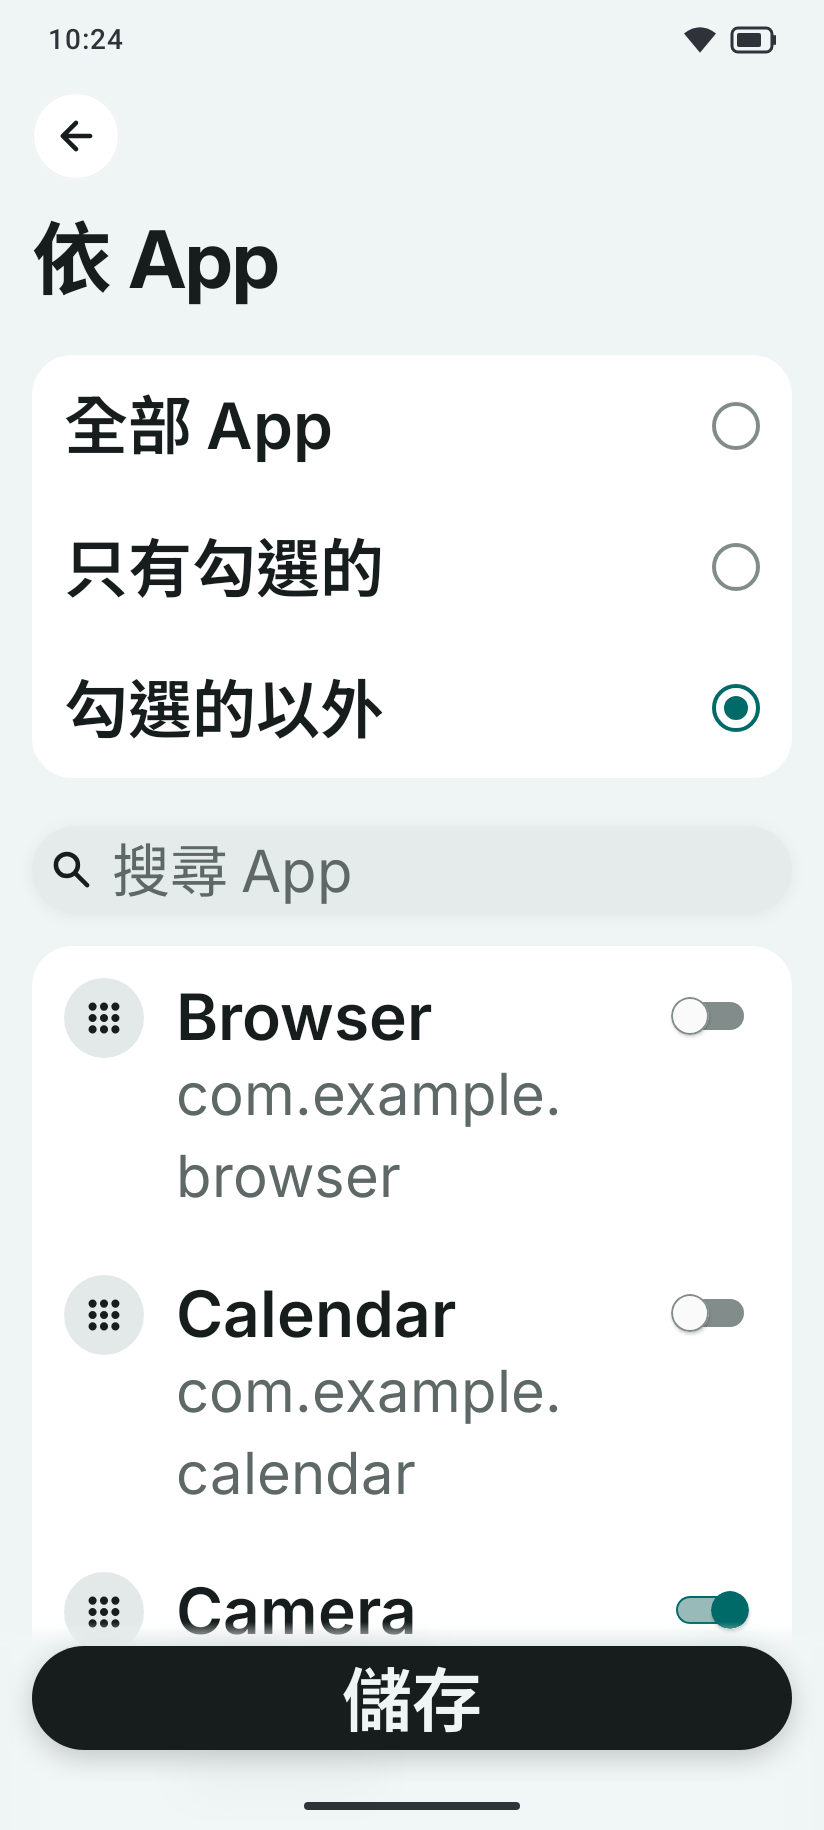 10:24
依 App
全部 App
只有勾選的
勾選的以外
搜尋 App
Browser
com.example.
browser
Calendar
com.example.
calendar
Camera
儲存